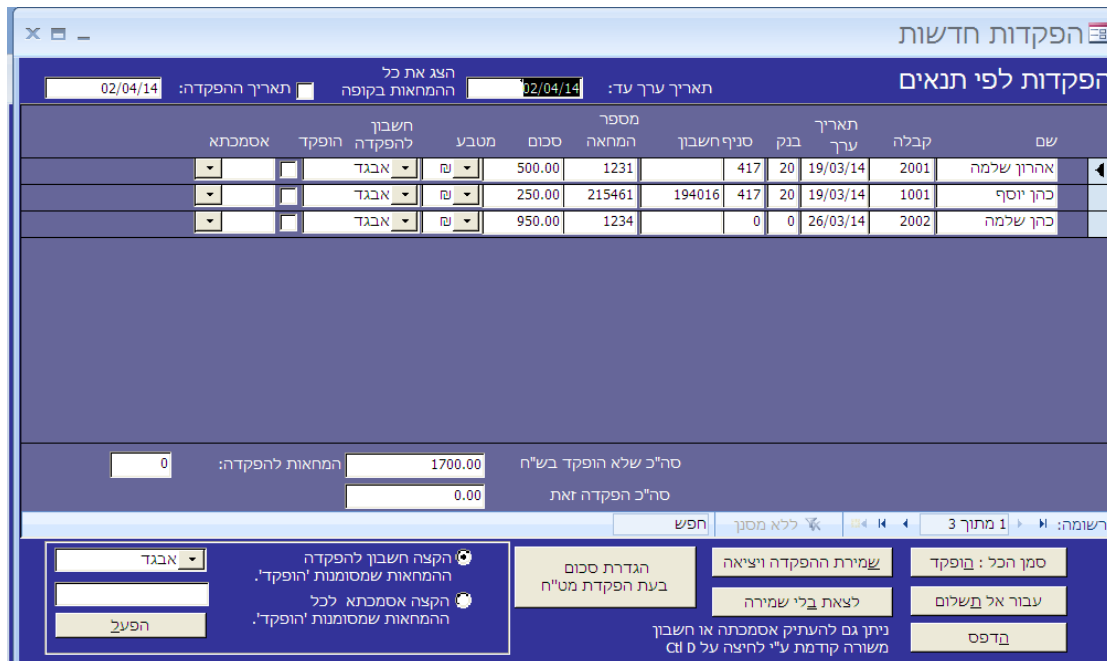 הפקדות חדשות
הפקדות לפי תנאים
תאריך ערך עד: 02/04/14
הצג את כל
ההמחאות בקופה
תאריך ההפקדה: 02/04/14
שם קבלה תאריך ערך בנק סניף חשבון מספר המחאה סכום מטבע חשבון להפקדה הופקד אסמכתא
אהרון שלמה 2001 19/03/14 20 417 1231 500.00 ₪ אבגד
כהן יוסף 1001 19/03/14 20 417 194016 215461 250.00 ₪ אבגד
כהן שלמה 2002 26/03/14 0 0 1234 950.00 ₪ אבגד
סה"כ שלא הופקד בש"ח 1700.00 המחאות להפקדה: 0
סה"כ הפקדה זאת 0.00
רשומה: 1 מתוך 3 ללא מסנן חפש
סמן הכל : הופקד
שמירת ההפקדה ויציאה
הגדרת סכום
בעת הפקדת מט"ח
הקצה חשבון להפקדה
ההמחאות שמסומנות 'הופקד'.
אבגד
עבור אל תשלום
לצאת בלי שמירה
הקצה אסמכתא לכל
ההמחאות שמסומנות 'הופקד'.
הפעל
הדפס
ניתן גם להעתיק אסמכתה או חשבון
משורה קודמת ע"י לחיצה על Ctl D